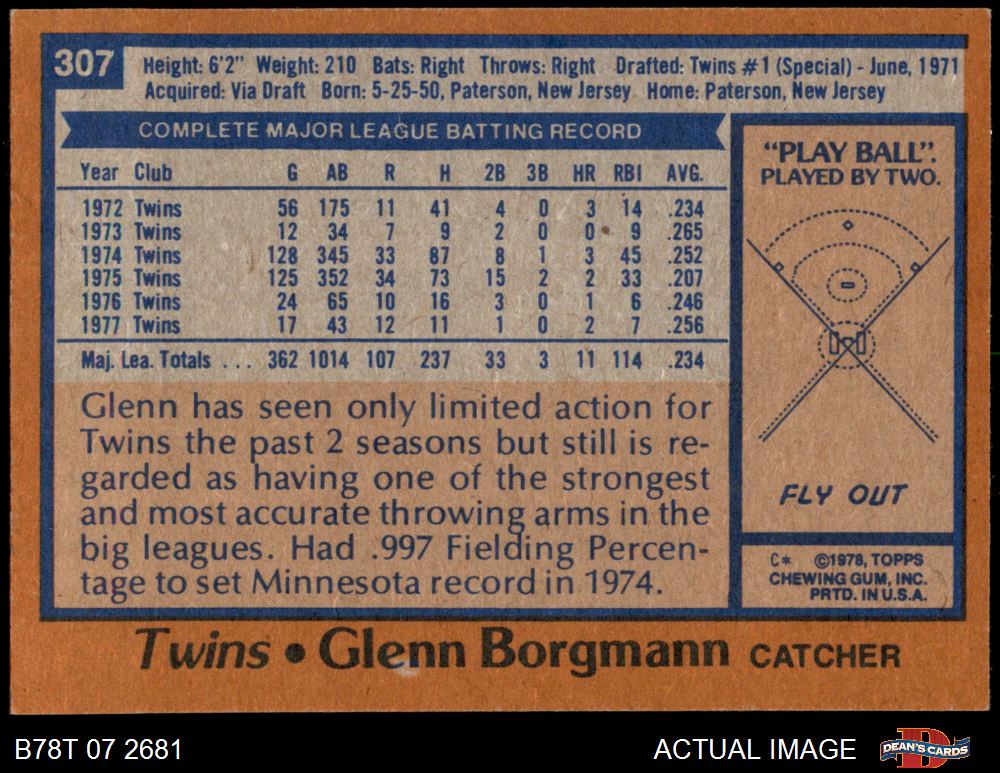 307
Height: 6'2" Weight: 210 Bats: Right Throws: Right Drafted: Twins #1 (Special) - June, 1971
Acquired: Via Draft Born: 5-25-50, Paterson, New Jersey Home: Paterson, New Jersey
COMPLETE MAJOR LEAGUE BATTING RECORD
Year Club G AB R H 2B 3B HR RBI AVG.
1972 Twins 56 175 11 41 4 0 3 14 .234
1973 Twins 12 34 7 9 2 0 0 9 .265
1974 Twins 128 345 33 87 8 1 3 45 .252
1975 Twins 125 352 34 73 15 2 2 33 .207
1976 Twins 24 65 10 16 3 0 1 6 .246
1977 Twins 17 43 12 11 1 0 2 7 .256
Maj. Lea. Totals . . . 362 1014 107 237 33 3 11 114 .234
Glenn has seen only limited action for
Twins the past 2 seasons but still is re-
garded as having one of the strongest
and most accurate throwing arms in the
big leagues. Had .997 Fielding Percen-
tage to set Minnesota record in 1974.
"PLAY BALL".
PLAYED BY TWO.
FLY OUT
C* ©1978, TOPPS
CHEWING GUM, INC.
PRTD. IN U.S.A.
Twins • Glenn Borgmann CATCHER
B78T 07 2681
ACTUAL IMAGE
DEAN'S CARDS